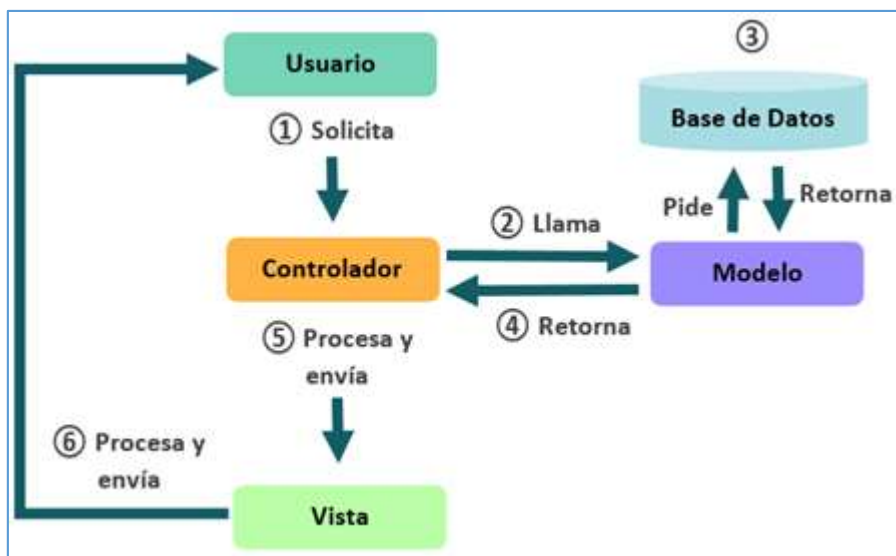 ③
Usuario
Base de Datos
① Solicita
Pide
Retorna
② Llama
Controlador
Modelo
④ Retorna
⑤ Procesa y
envía
⑥ Procesa y
envía
Vista